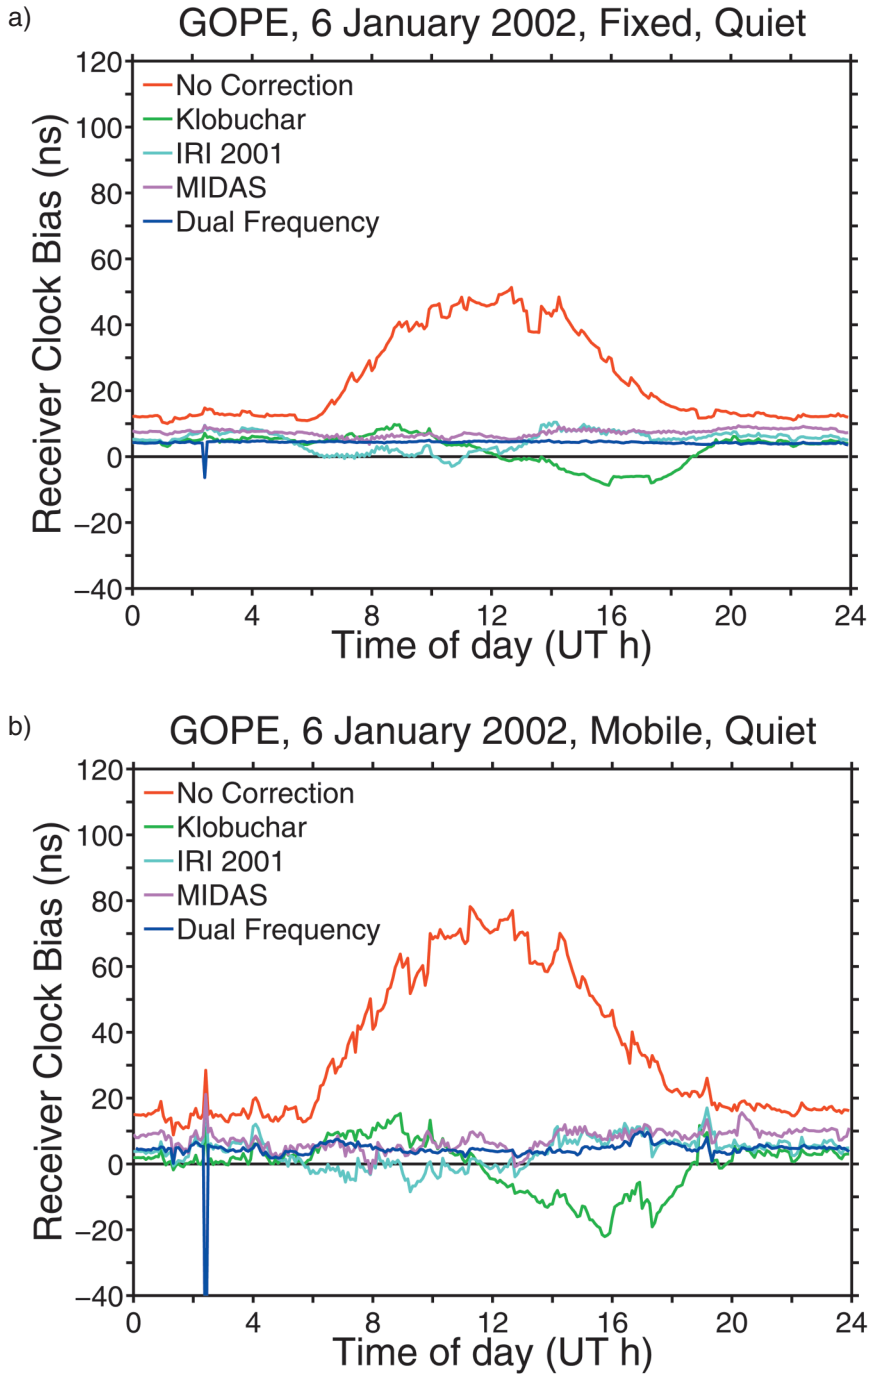 a)
GOPE, 6 January 2002, Fixed, Quiet
120
100
80
60
40
20
0
−20
−40
Receiver Clock Bias (ns)
No Correction
Klobuchar
IRI 2001
MIDAS
Dual Frequency
0 4 8 12 16 20 24
Time of day (UT h)
b)
GOPE, 6 January 2002, Mobile, Quiet
120
100
80
60
40
20
0
−20
−40
Receiver Clock Bias (ns)
No Correction
Klobuchar
IRI 2001
MIDAS
Dual Frequency
0 4 8 12 16 20 24
Time of day (UT h)